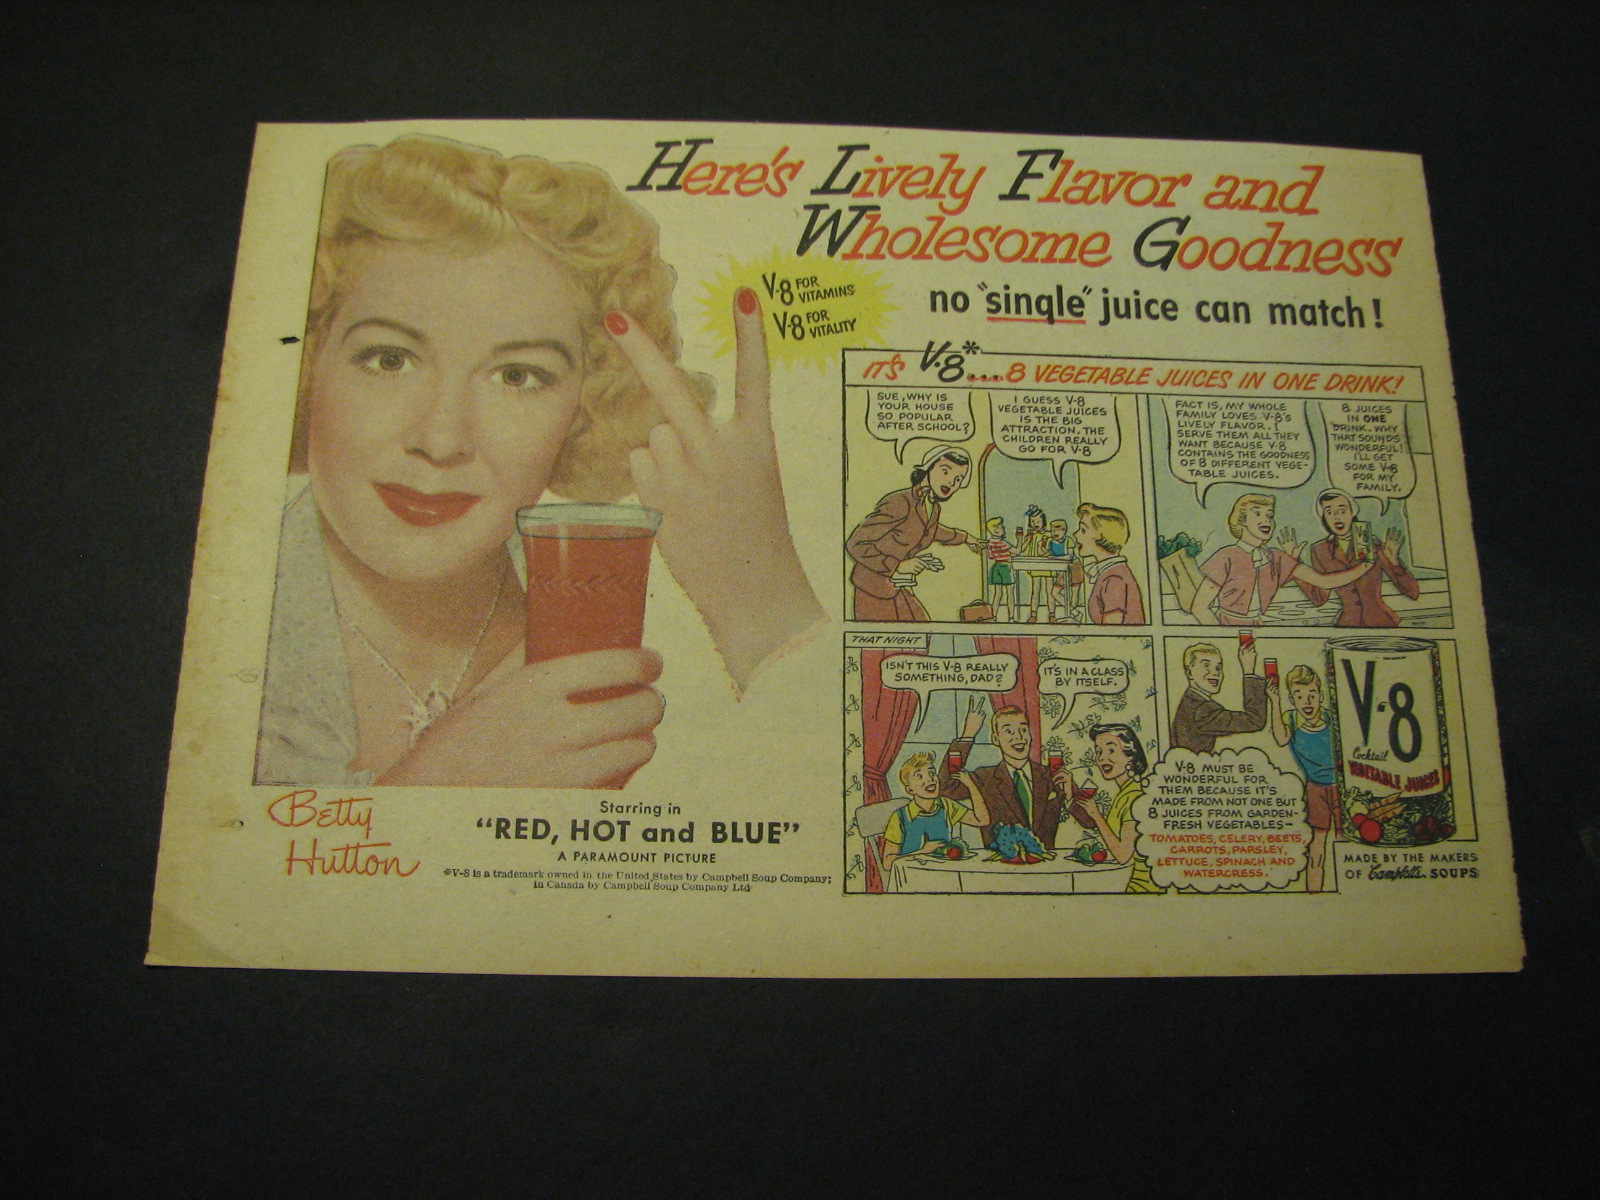 Here's Lively Flavor and
Wholesome Goodness
no "single" juice can match!
V-8 FOR
VITAMINS
V-8 FOR
VITALITY
IT'S V-8*...8 VEGETABLE JUICES IN ONE DRINK!
SUE, WHY IS
YOUR HOUSE
SO POPULAR
AFTER SCHOOL?
I GUESS V-8
VEGETABLE JUICES
IS THE BIG
ATTRACTION. THE
CHILDREN REALLY
GO FOR V-8
FACT IS, MY WHOLE
FAMILY LOVES V-8'S
LIVELY FLAVOR. I
SERVE THEM ALL THEY
WANT BECAUSE V-8
CONTAINS THE GOODNESS
OF 8 DIFFERENT VEGE-
TABLE JUICES.
8 JUICES
IN ONE
DRINK. WHY
THAT SOUNDS
WONDERFUL!
I'LL GET
SOME V-8
FOR MY
FAMILY.
THAT NIGHT
ISN'T THIS V-8 REALLY
SOMETHING, DAD?
IT'S IN A CLASS
BY ITSELF.
V-8 MUST BE
WONDERFUL FOR
THEM BECAUSE IT'S
MADE FROM NOT ONE BUT
8 JUICES FROM GARDEN-
FRESH VEGETABLES—
TOMATOES, CELERY, BEETS,
CARROTS, PARSLEY,
LETTUCE, SPINACH AND
WATERCRESS.
V-8
Cocktail
VEGETABLE JUICES
MADE BY THE MAKERS
OF Campbell's SOUPS
Betty
Hutton
Starring in
"RED, HOT and BLUE"
A PARAMOUNT PICTURE
*V-8 is a trademark owned in the United States by Campbell Soup Company;
in Canada by Campbell Soup Company Ltd